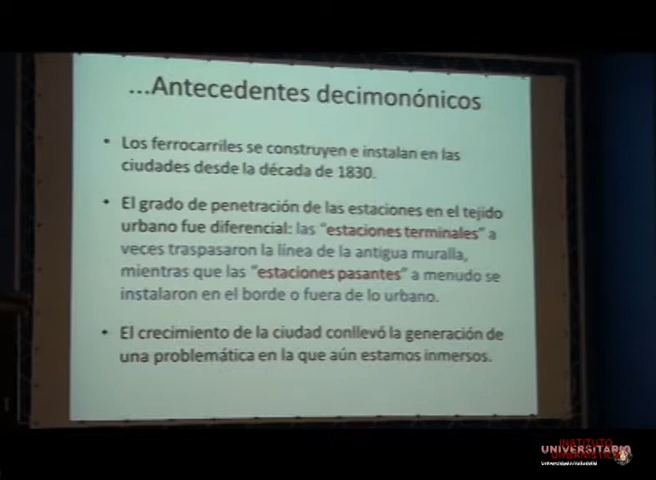 ...Antecedentes decimonónicos
• Los ferrocarriles se construyen e instalan en las
ciudades desde la década de 1830.
• El grado de penetración de las estaciones en el tejido
urbano fue diferencial: las "estaciones terminales" a
veces traspasaron la línea de la antigua muralla,
mientras que las "estaciones pasantes" a menudo se
instalaron en el borde o fuera de lo urbano.
• El crecimiento de la ciudad conllevó la generación de
una problemática en la que aún estamos inmersos.
INSTITUTO
UNIVERSITARIO